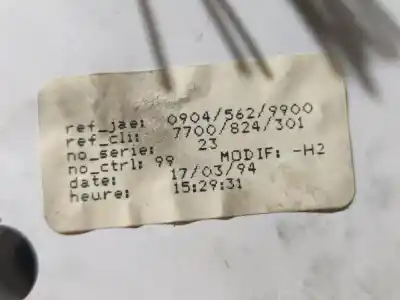 ref_jae: 0904/562/9900
ref_cli: 7700/824/301
no_serie: 23
no_ctrl: 99 MODIF: -H2
date: 17/03/94
heure: 15:29:31